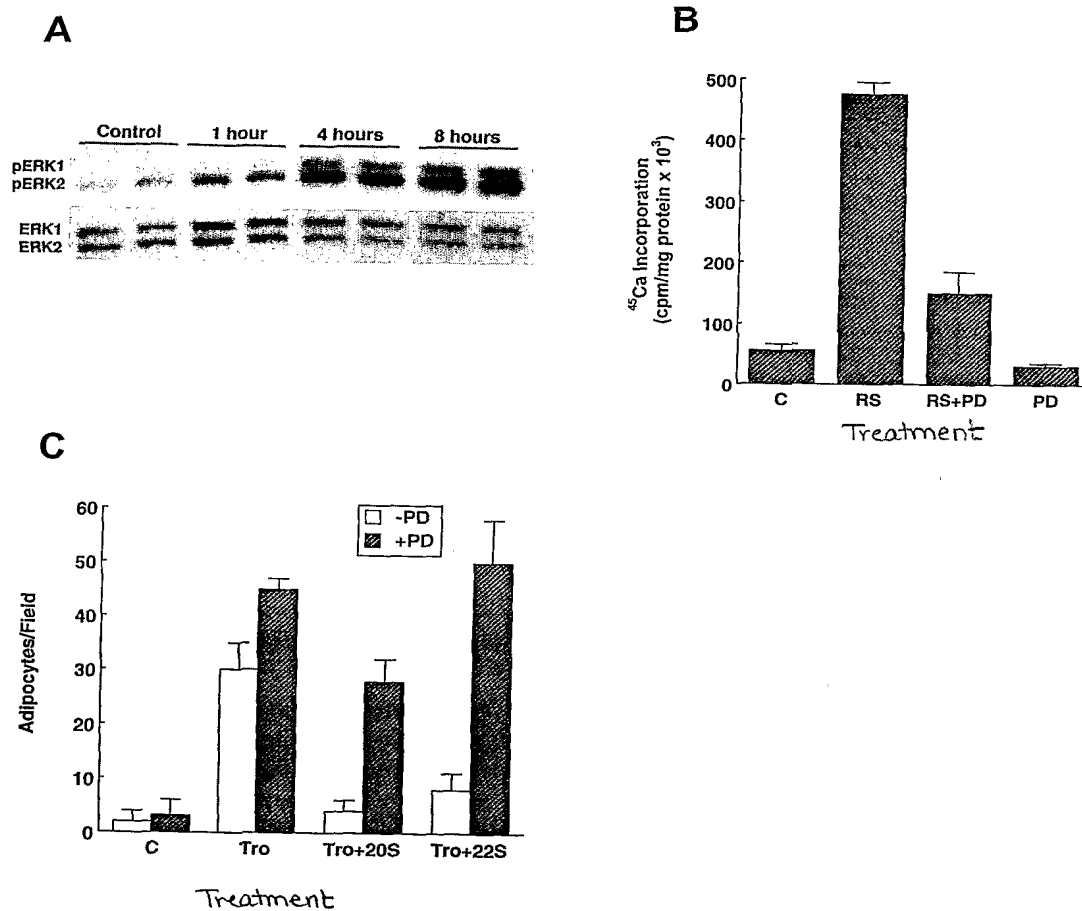 A
Control 1 hour 4 hours 8 hours
pERK1
pERK2
ERK1
ERK2
B
500
400
300
200
100
0
45Ca Incorporation
(cpm/mg protein x 10³)
C RS RS+PD PD
Treatment
C
60
50
40
30
20
10
0
Adipocytes/Field
-PD
+PD
C Tro Tro+20S Tro+22S
Treatment